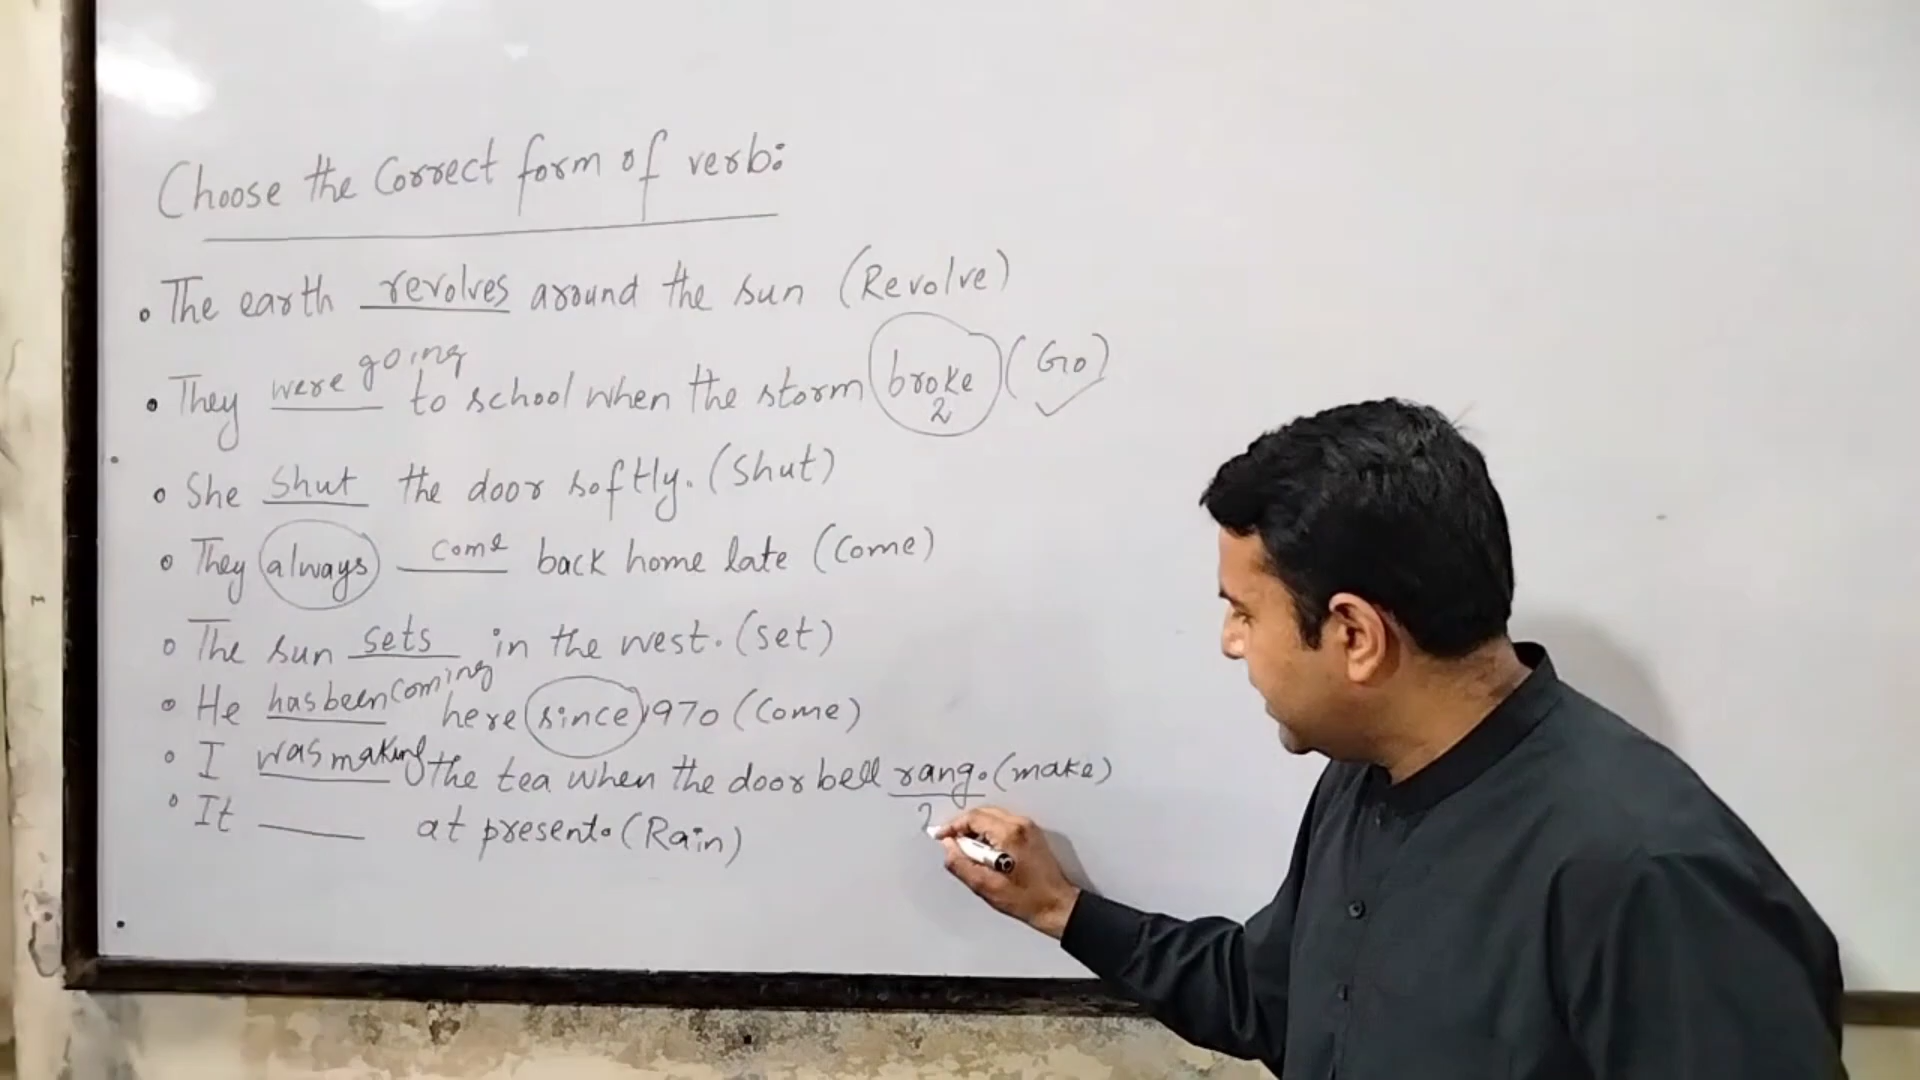 Choose the Correct form of verb:
• The earth revolves around the sun (Revolve)
• They were going to school when the storm broke (Go)
2
• She shut the door softly. (Shut)
• They always come back home late (Come)
• The sun sets in the west. (set)
• He has been coming here since 1970 (Come)
• I was making the tea when the door bell rang. (make)
2
• It ____ at present. (Rain)